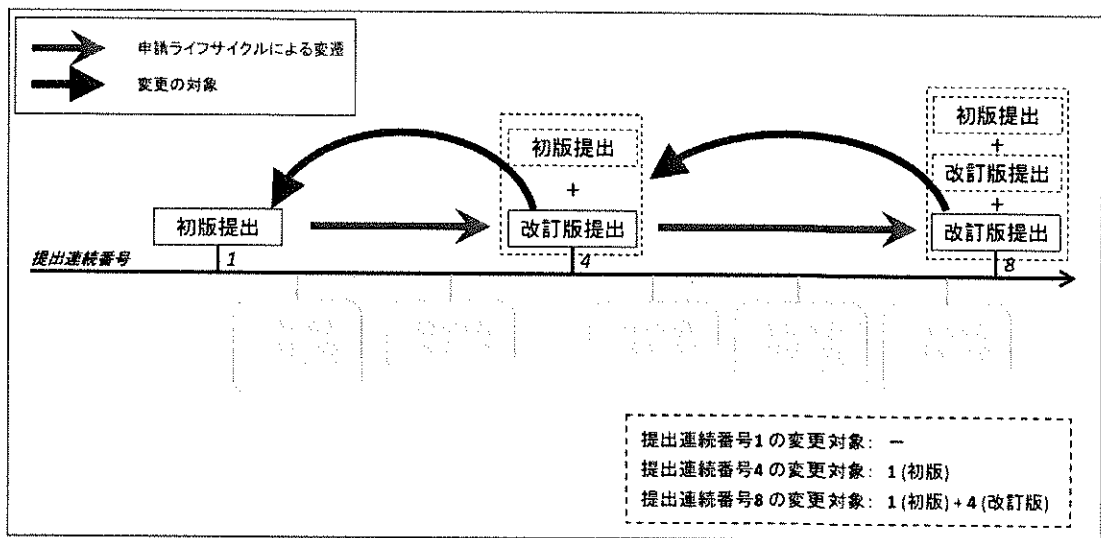 申請ライフサイクルによる変遷
変更の対象
初版提出
初版提出
+
改訂版提出
初版提出
+
改訂版提出
+
改訂版提出
提出連続番号
1
4
8
提出連続番号1の変更対象： －
提出連続番号4の変更対象： 1(初版)
提出連続番号8の変更対象： 1(初版)+4(改訂版)